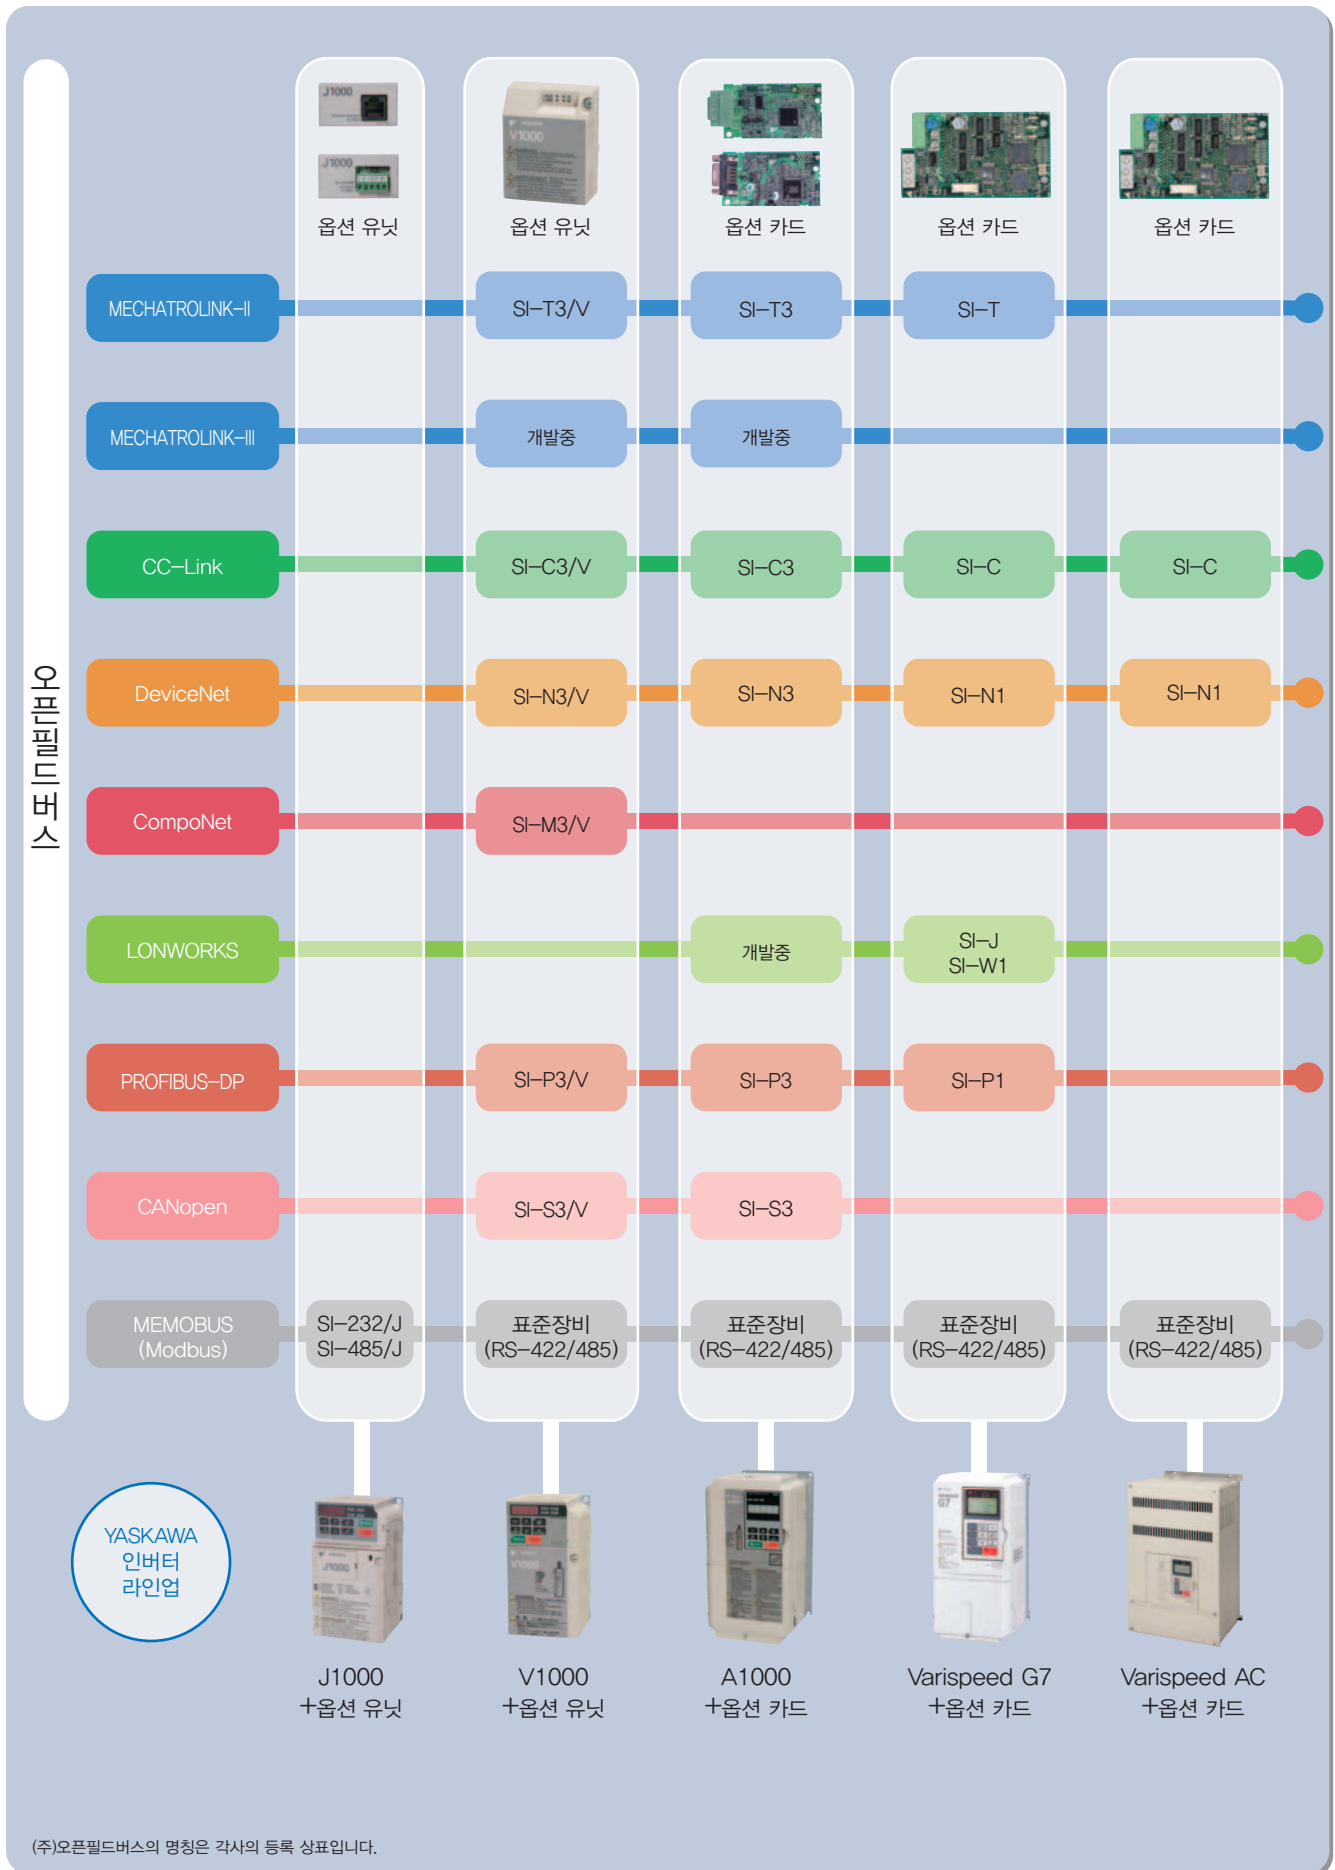 J1000
J1000
V1000
옵션 유닛
옵션 유닛
옵션 카드
옵션 카드
옵션 카드
오픈필드버스
MECHATROLINK-II
SI-T3/V
SI-T3
SI-T
MECHATROLINK-III
개발중
개발중
CC-Link
SI-C3/V
SI-C3
SI-C
SI-C
DeviceNet
SI-N3/V
SI-N3
SI-N1
SI-N1
CompoNet
SI-M3/V
LONWORKS
개발중
SI-J
SI-W1
PROFIBUS-DP
SI-P3/V
SI-P3
SI-P1
CANopen
SI-S3/V
SI-S3
MEMOBUS
(Modbus)
SI-232/J
SI-485/J
표준장비
(RS-422/485)
표준장비
(RS-422/485)
표준장비
(RS-422/485)
표준장비
(RS-422/485)
YASKAWA
인버터
라인업
J1000
V1000
G7
J1000
+옵션 유닛
V1000
+옵션 유닛
A1000
+옵션 카드
Varispeed G7
+옵션 카드
Varispeed AC
+옵션 카드
(주)오픈필드버스의 명칭은 각사의 등록 상표입니다.